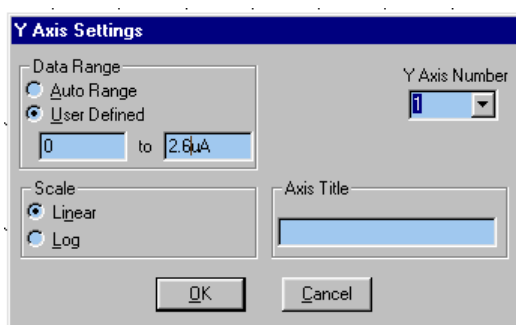 Y Axis Settings
Data Range
Auto Range
User Defined
0 to 2.6uA
Y Axis Number
1
Scale
Linear
Log
Axis Title
OK Cancel